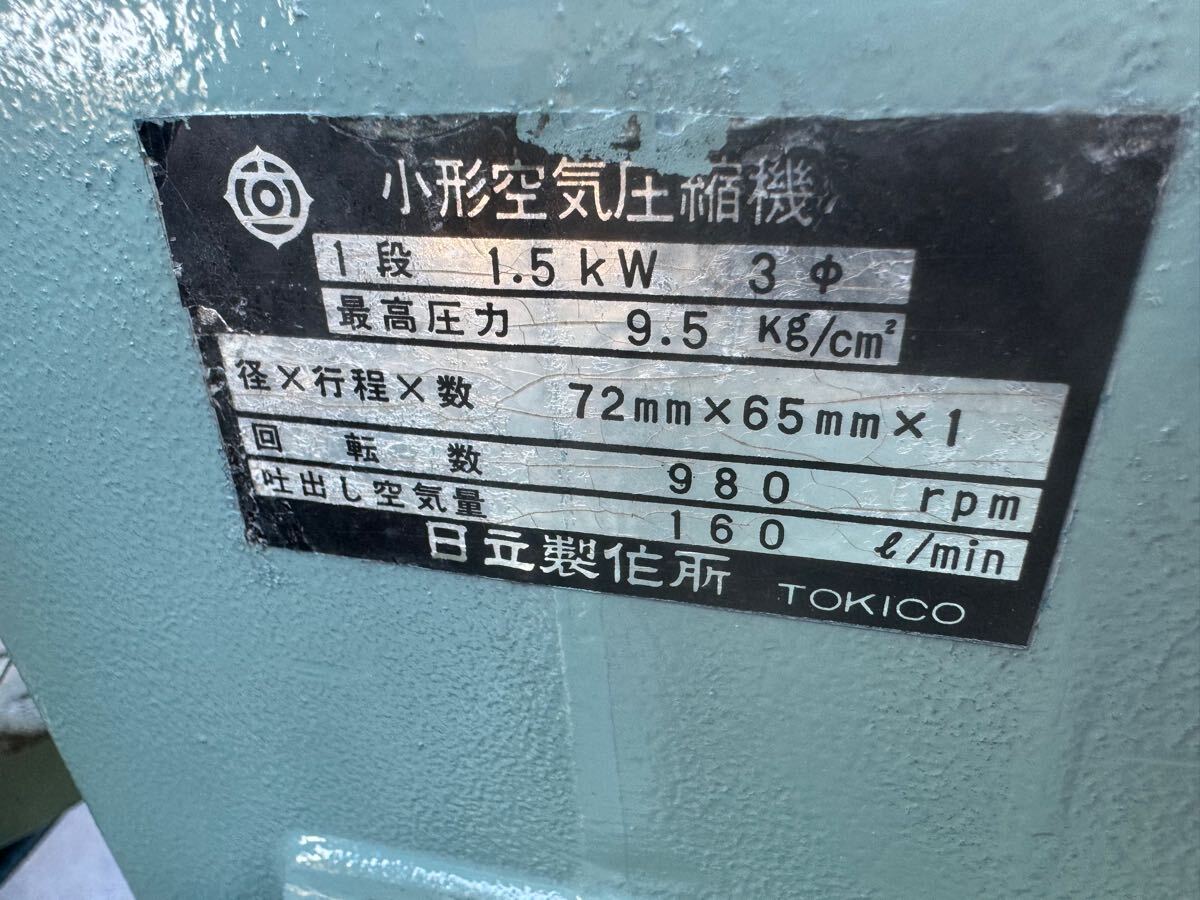 小形空気圧縮機
1段 1.5kW 3φ
最高圧力 9.5 Kg/cm²
径×行程×数 72mm×65mm×1
回転数 980 rpm
吐出し空気量 160 ℓ/min
日立製作所 TOKICO